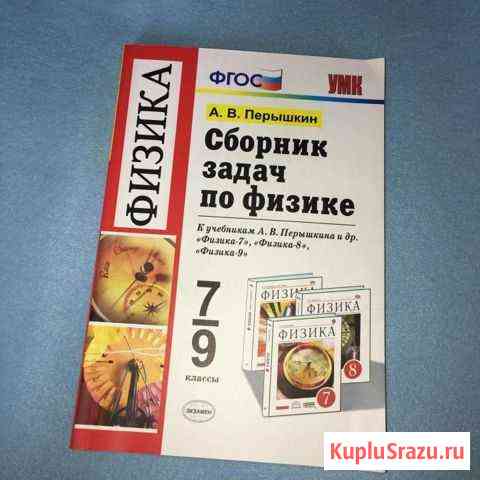 ФИЗИКА
ФГОС
УМК
А. В. Перышкин
Сборник
задач
по физике
К учебникам А. В. Перышкина и др.
«Физика-7», «Физика-8»,
«Физика-9»
7
9
классы
ЭКЗАМЕН
ФИЗИКА
ФИЗИКА
8
ФИЗИКА
7
KupluSrazu.ru